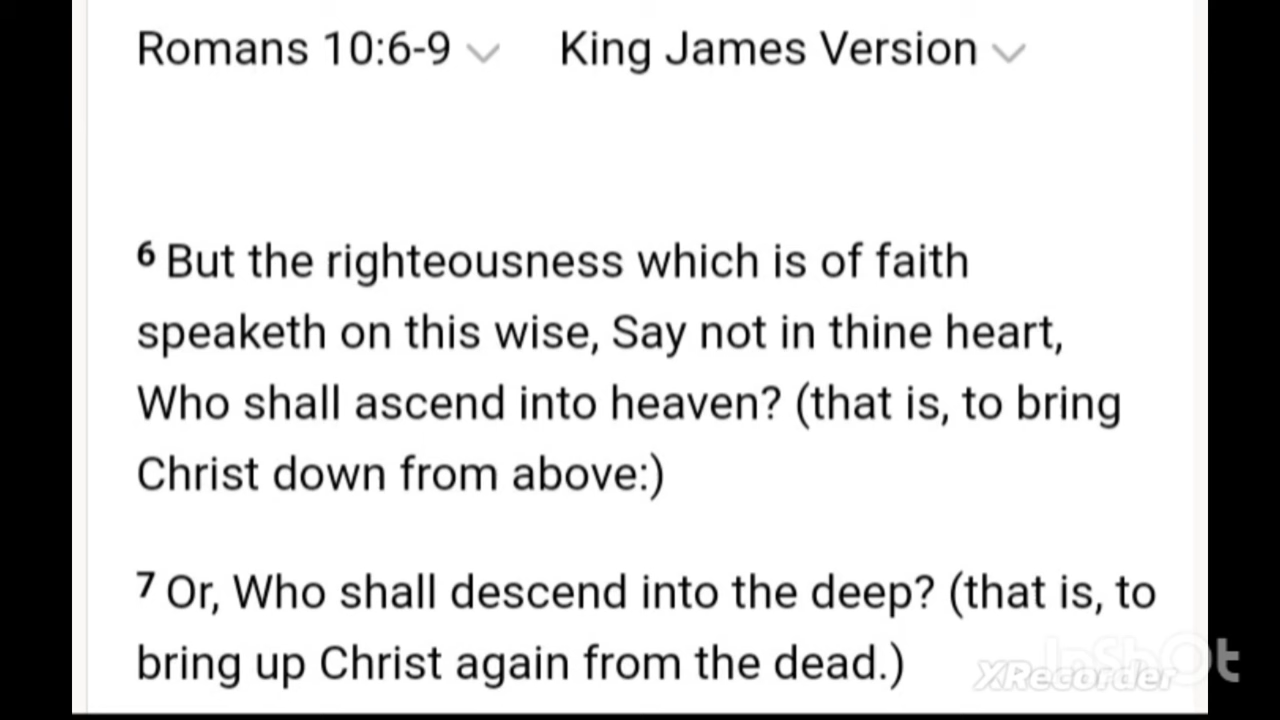 Romans 10:6-9 King James Version
6 But the righteousness which is of faith
speaketh on this wise, Say not in thine heart,
Who shall ascend into heaven? (that is, to bring
Christ down from above:)
7 Or, Who shall descend into the deep? (that is, to
bring up Christ again from the dead.)
InShOt
XRecorder